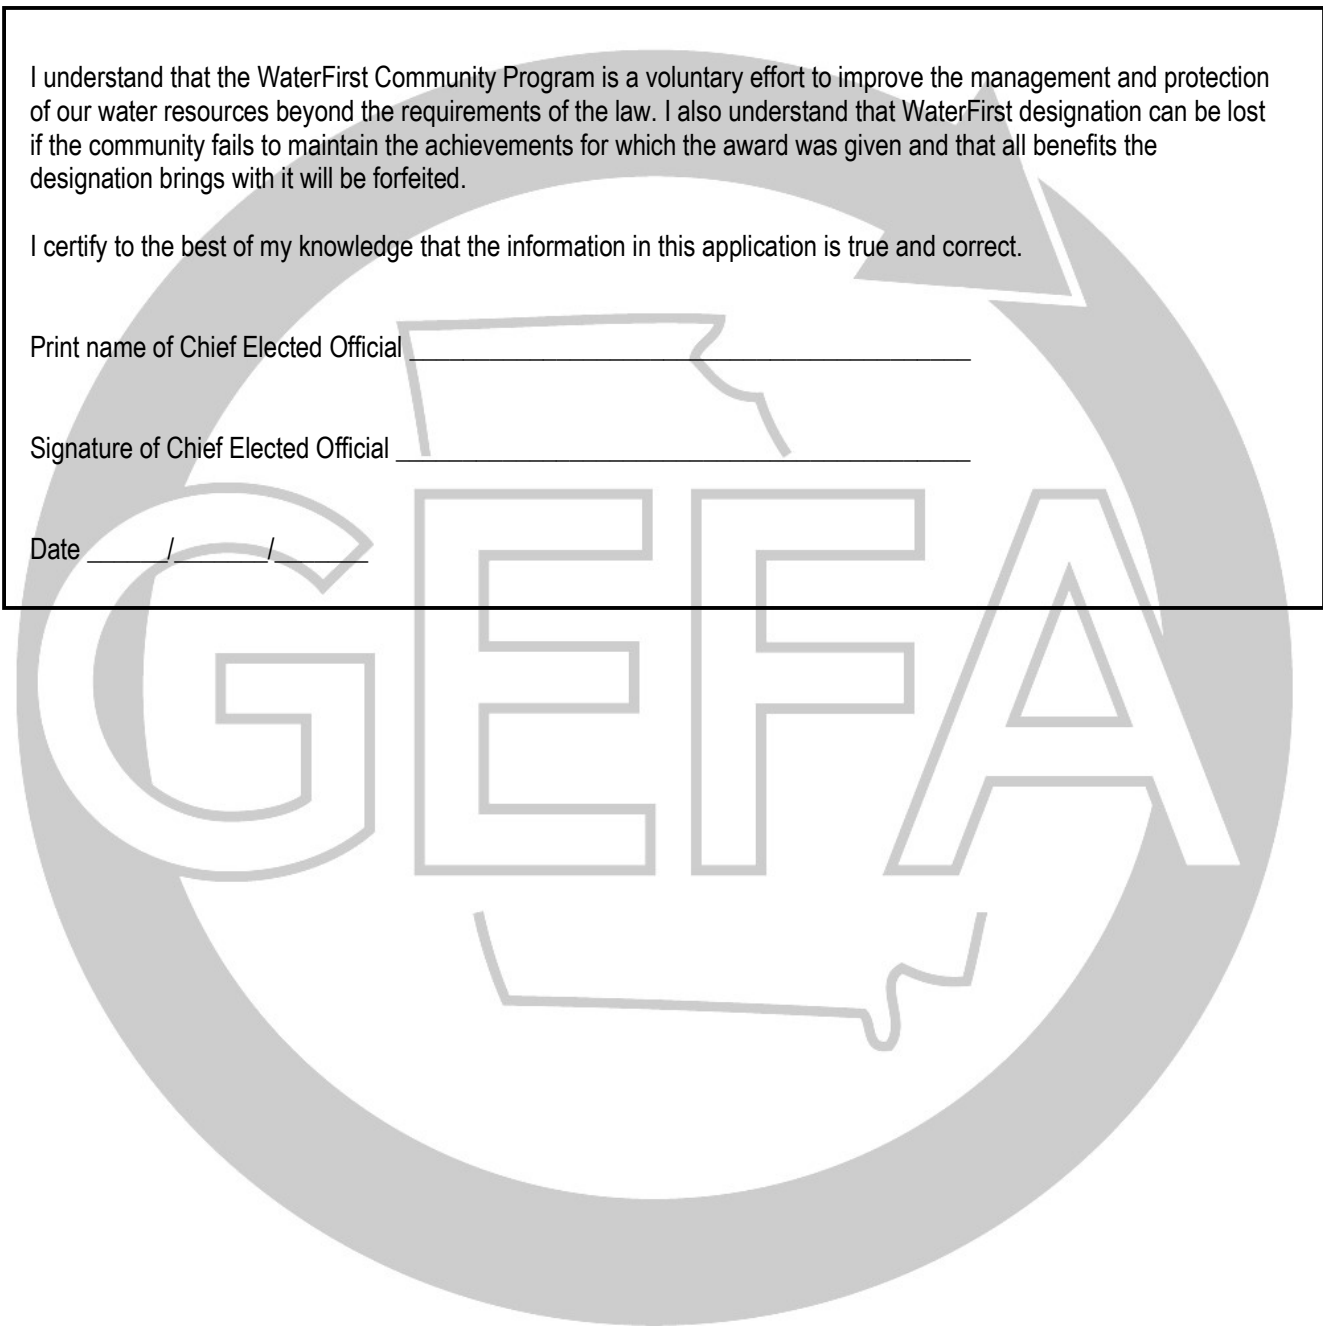 I understand that the WaterFirst Community Program is a voluntary effort to improve the management and protection
of our water resources beyond the requirements of the law. I also understand that WaterFirst designation can be lost
if the community fails to maintain the achievements for which the award was given and that all benefits the
designation brings with it will be forfeited.
I certify to the best of my knowledge that the information in this application is true and correct.
Print name of Chief Elected Official ____________________________________________
Signature of Chief Elected Official _____________________________________________
Date ______/_______/_______
GEFA